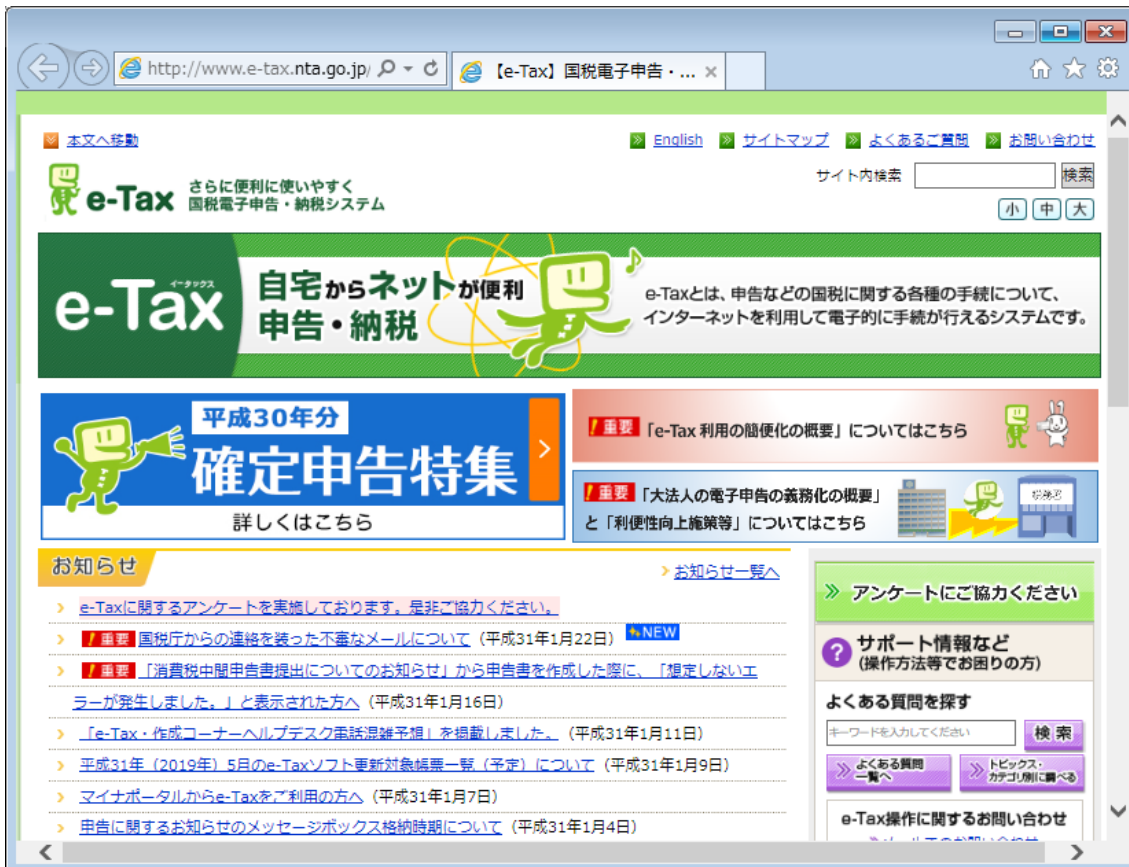 http://www.e-tax.nta.go.jp/
【e-Tax】国税電子申告・...
本文へ移動
English サイトマップ よくあるご質問 お問い合わせ
サイト内検索 検索
小 中 大
e-Tax さらに便利に使いやすく
国税電子申告・納税システム
イータックス
e-Tax
自宅からネットが便利
申告・納税
e-Taxとは、申告などの国税に関する各種の手続について、
インターネットを利用して電子的に手続が行えるシステムです。
平成30年分
確定申告特集
詳しくはこちら
!重要 「e-Tax 利用の簡便化の概要」についてはこちら
!重要 「大法人の電子申告の義務化の概要」
と「利便性向上施策等」についてはこちら
税務署
お知らせ
お知らせ一覧へ
e-Taxに関するアンケートを実施しております。是非ご協力ください。
!重要 国税庁からの連絡を装った不審なメールについて（平成31年1月22日） NEW
!重要 「消費税中間申告書提出についてのお知らせ」から申告書を作成した際に、「想定しないエ
ラーが発生しました。」と表示された方へ（平成31年1月16日）
「e-Tax・作成コーナーヘルプデスク電話混雑予想」を掲載しました。（平成31年1月11日）
平成31年（2019年）5月のe-Taxソフト更新対象帳票一覧（予定）について（平成31年1月9日）
マイナポータルからe-Taxをご利用の方へ（平成31年1月7日）
申告に関するお知らせのメッセージボックス格納時期について（平成31年1月4日）
アンケートにご協力ください
サポート情報など
(操作方法等でお困りの方)
よくある質問を探す
キーワードを入力してください 検索
よくある質問
一覧へ
トピックス・
カテゴリ別に調べる
e-Tax操作に関するお問い合わせ
メールでのお問い合わせ